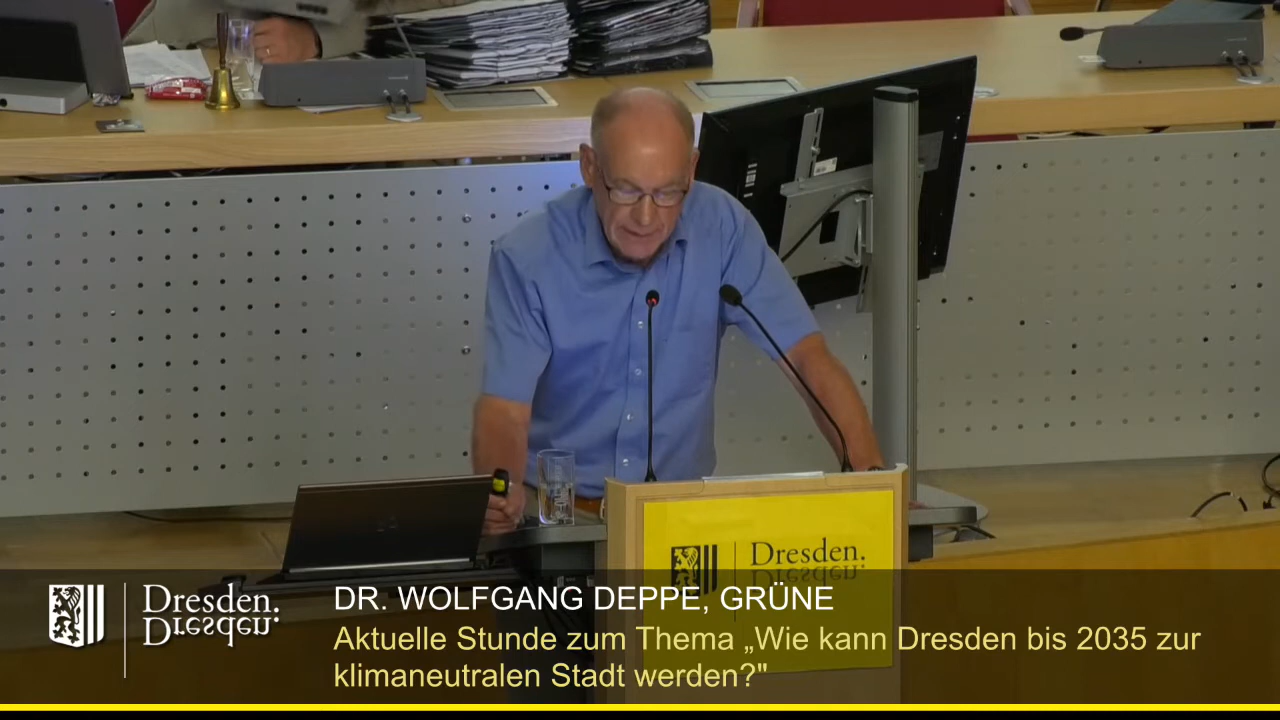 Dresden.
Dresden.
Dresden.
Dresden.
DR. WOLFGANG DEPPE, GRÜNE
Aktuelle Stunde zum Thema „Wie kann Dresden bis 2035 zur
klimaneutralen Stadt werden?"